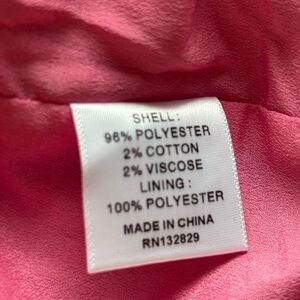 SHELL:
96% POLYESTER
2% COTTON
2% VISCOSE
LINING:
100% POLYESTER
MADE IN CHINA
RN132829